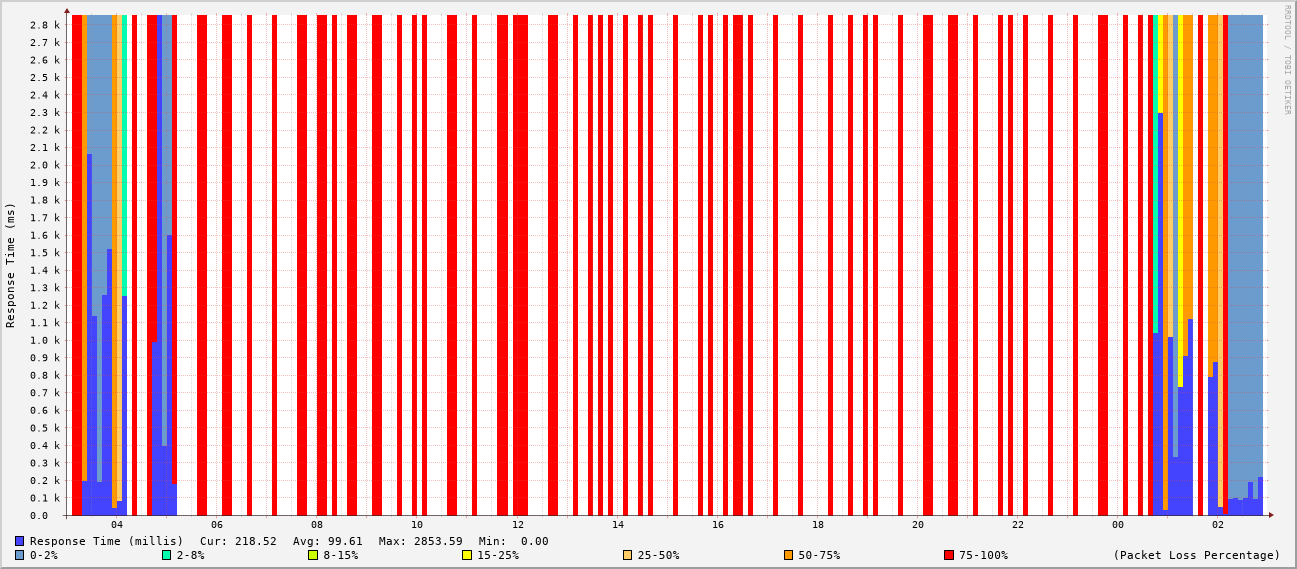 RRDTOOL / TOBI OETIKER
Response Time (ms)
2.8 k
2.7 k
2.6 k
2.5 k
2.4 k
2.3 k
2.2 k
2.1 k
2.0 k
1.9 k
1.8 k
1.7 k
1.6 k
1.5 k
1.4 k
1.3 k
1.2 k
1.1 k
1.0 k
0.9 k
0.8 k
0.7 k
0.6 k
0.5 k
0.4 k
0.3 k
0.2 k
0.1 k
0.0
04 06 08 10 12 14 16 18 20 22 00 02
Response Time (millis) Cur: 218.52 Avg: 99.61 Max: 2853.59 Min: 0.00
0-2% 2-8% 8-15% 15-25% 25-50% 50-75% 75-100% (Packet Loss Percentage)